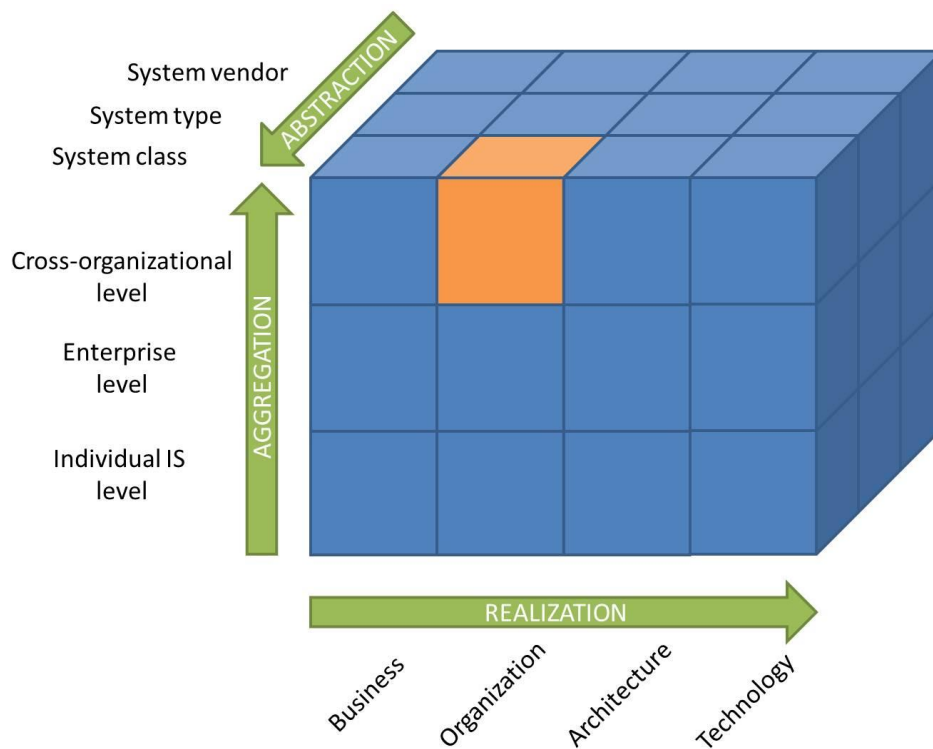 System vendor
System type
System class
ABSTRACTION
Cross-organizational
level
Enterprise
level
Individual IS
level
AGGREGATION
REALIZATION
Business
Organization
Architecture
Technology